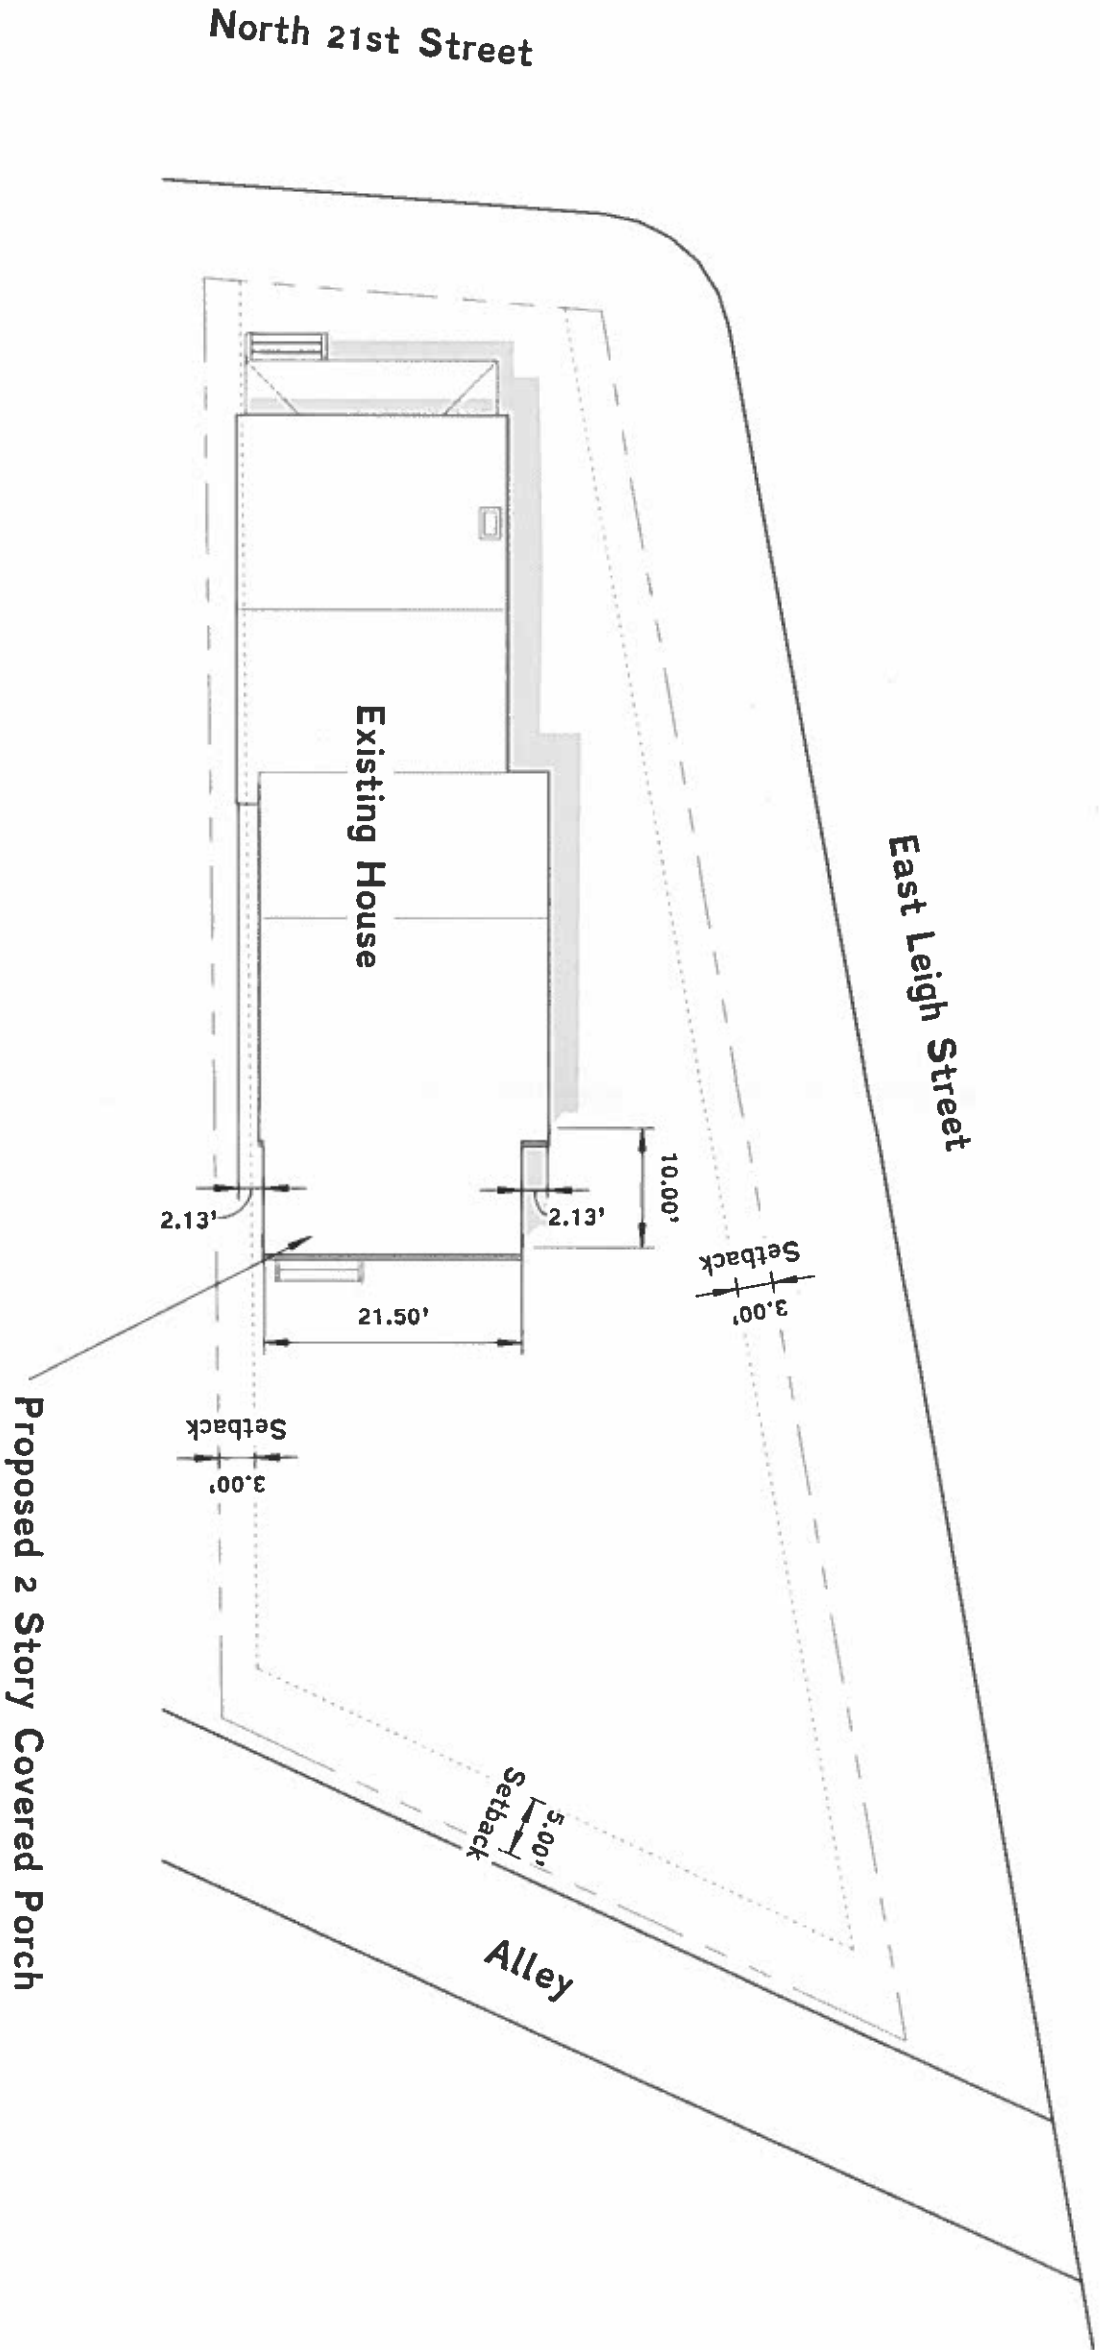 North 21st Street
East Leigh Street
Existing House
10.00'
2.13'
2.13'
Setback
3.00'
21.50'
Setback
3.00'
Proposed 2 Story Covered Porch
Setback
5.00'
Alley